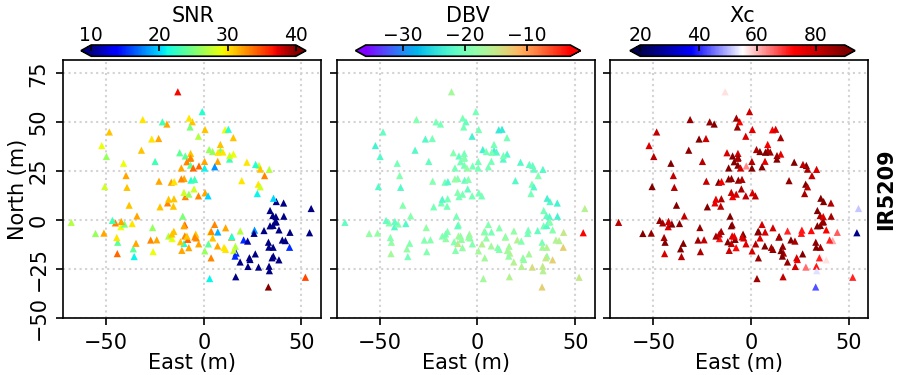 SNR DBV Xc
10 20 30 40 −30 −20 −10 20 40 60 80
75
50
25
0
−25
−50
North (m)
−50 0 50 −50 0 50 −50 0 50
East (m) East (m) East (m)
IR5209